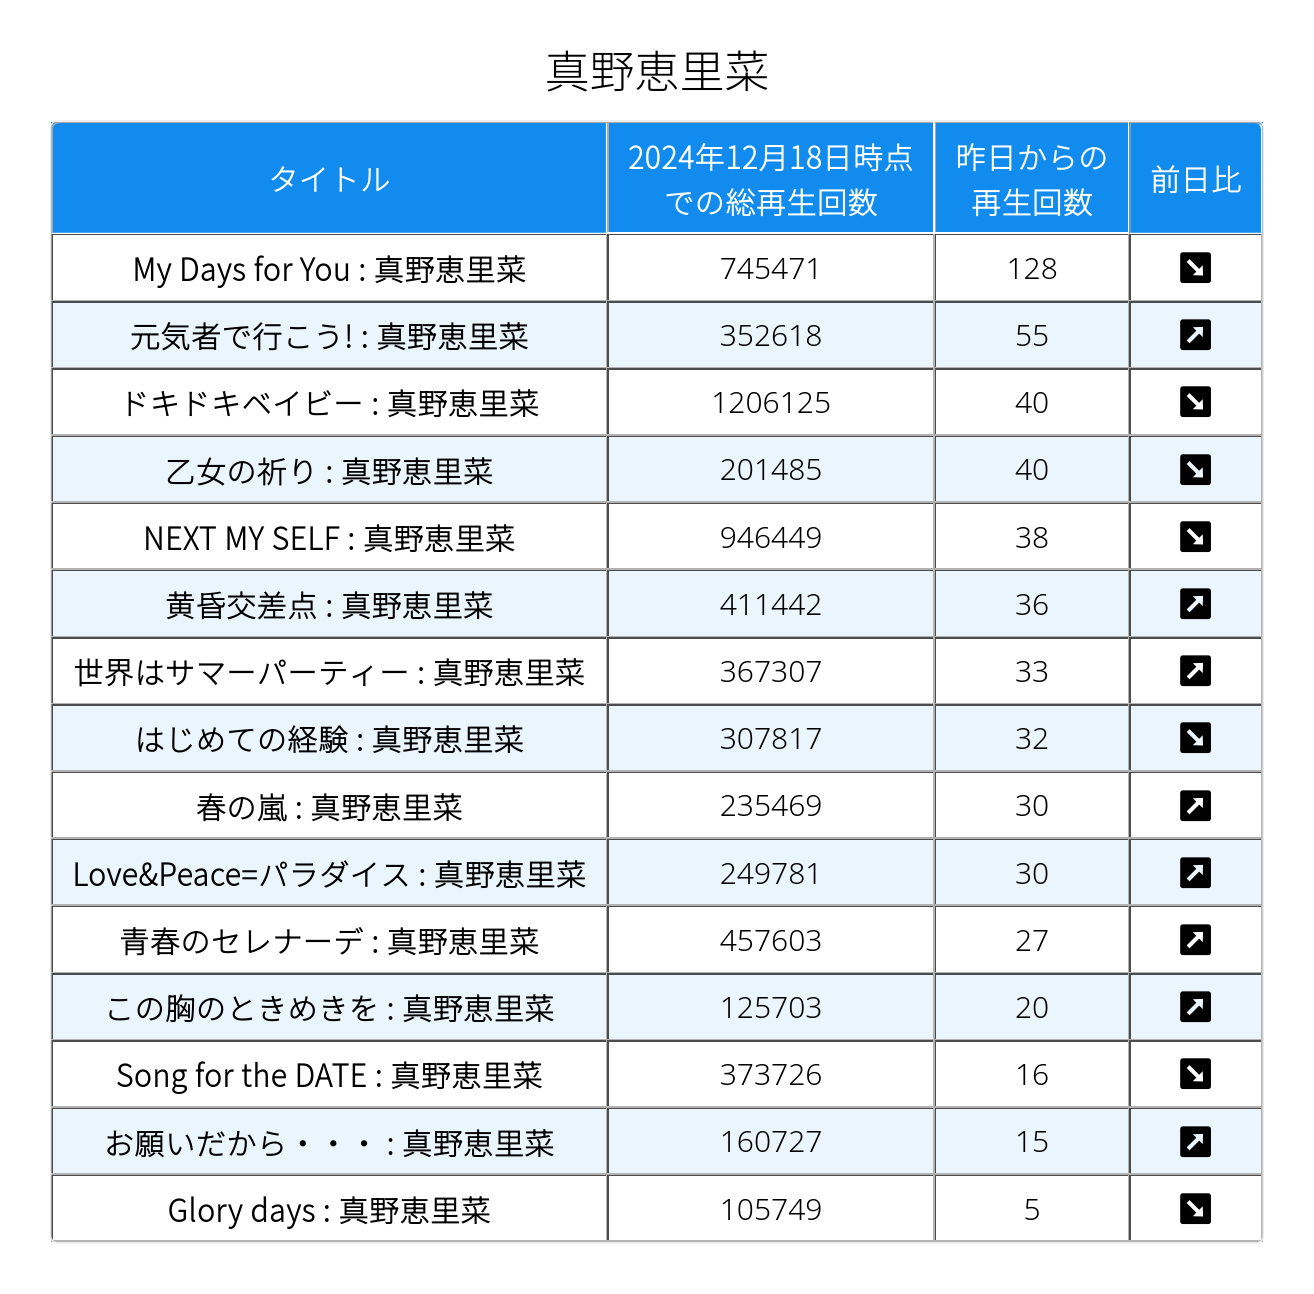 真野恵里菜
タイトル
2024年12月18日時点
での総再生回数
昨日からの
再生回数
前日比
My Days for You : 真野恵里菜 745471 128 ↘
元気者で行こう! : 真野恵里菜 352618 55 ↗
ドキドキベイビー : 真野恵里菜 1206125 40 ↘
乙女の祈り : 真野恵里菜 201485 40 ↘
NEXT MY SELF : 真野恵里菜 946449 38 ↘
黄昏交差点 : 真野恵里菜 411442 36 ↗
世界はサマーパーティー : 真野恵里菜 367307 33 ↗
はじめての経験 : 真野恵里菜 307817 32 ↘
春の嵐 : 真野恵里菜 235469 30 ↗
Love&Peace=パラダイス : 真野恵里菜 249781 30 ↗
青春のセレナーデ : 真野恵里菜 457603 27 ↗
この胸のときめきを : 真野恵里菜 125703 20 ↗
Song for the DATE : 真野恵里菜 373726 16 ↘
お願いだから・・・ : 真野恵里菜 160727 15 ↗
Glory days : 真野恵里菜 105749 5 ↘